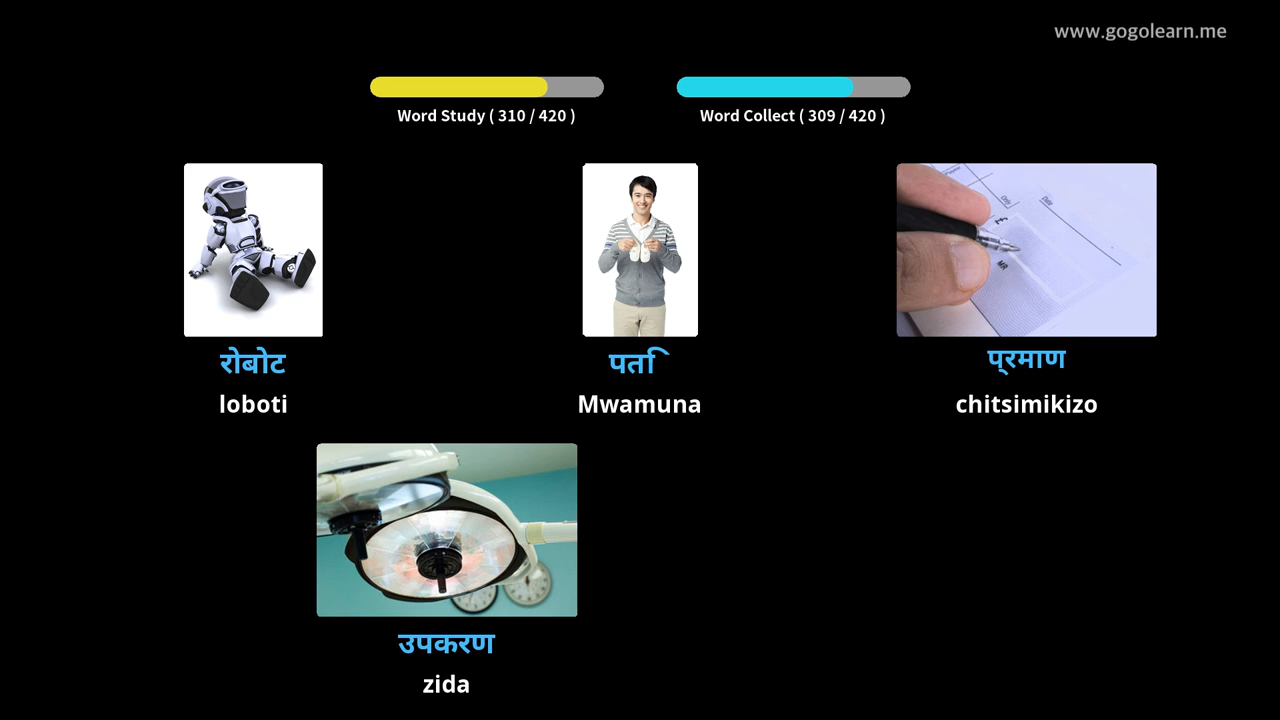 www.gogolearn.me
Word Study ( 310 / 420 )
Word Collect ( 309 / 420 )
रोबोट
loboti
पति
Mwamuna
प्रमाण
chitsimikizo
उपकरण
zida